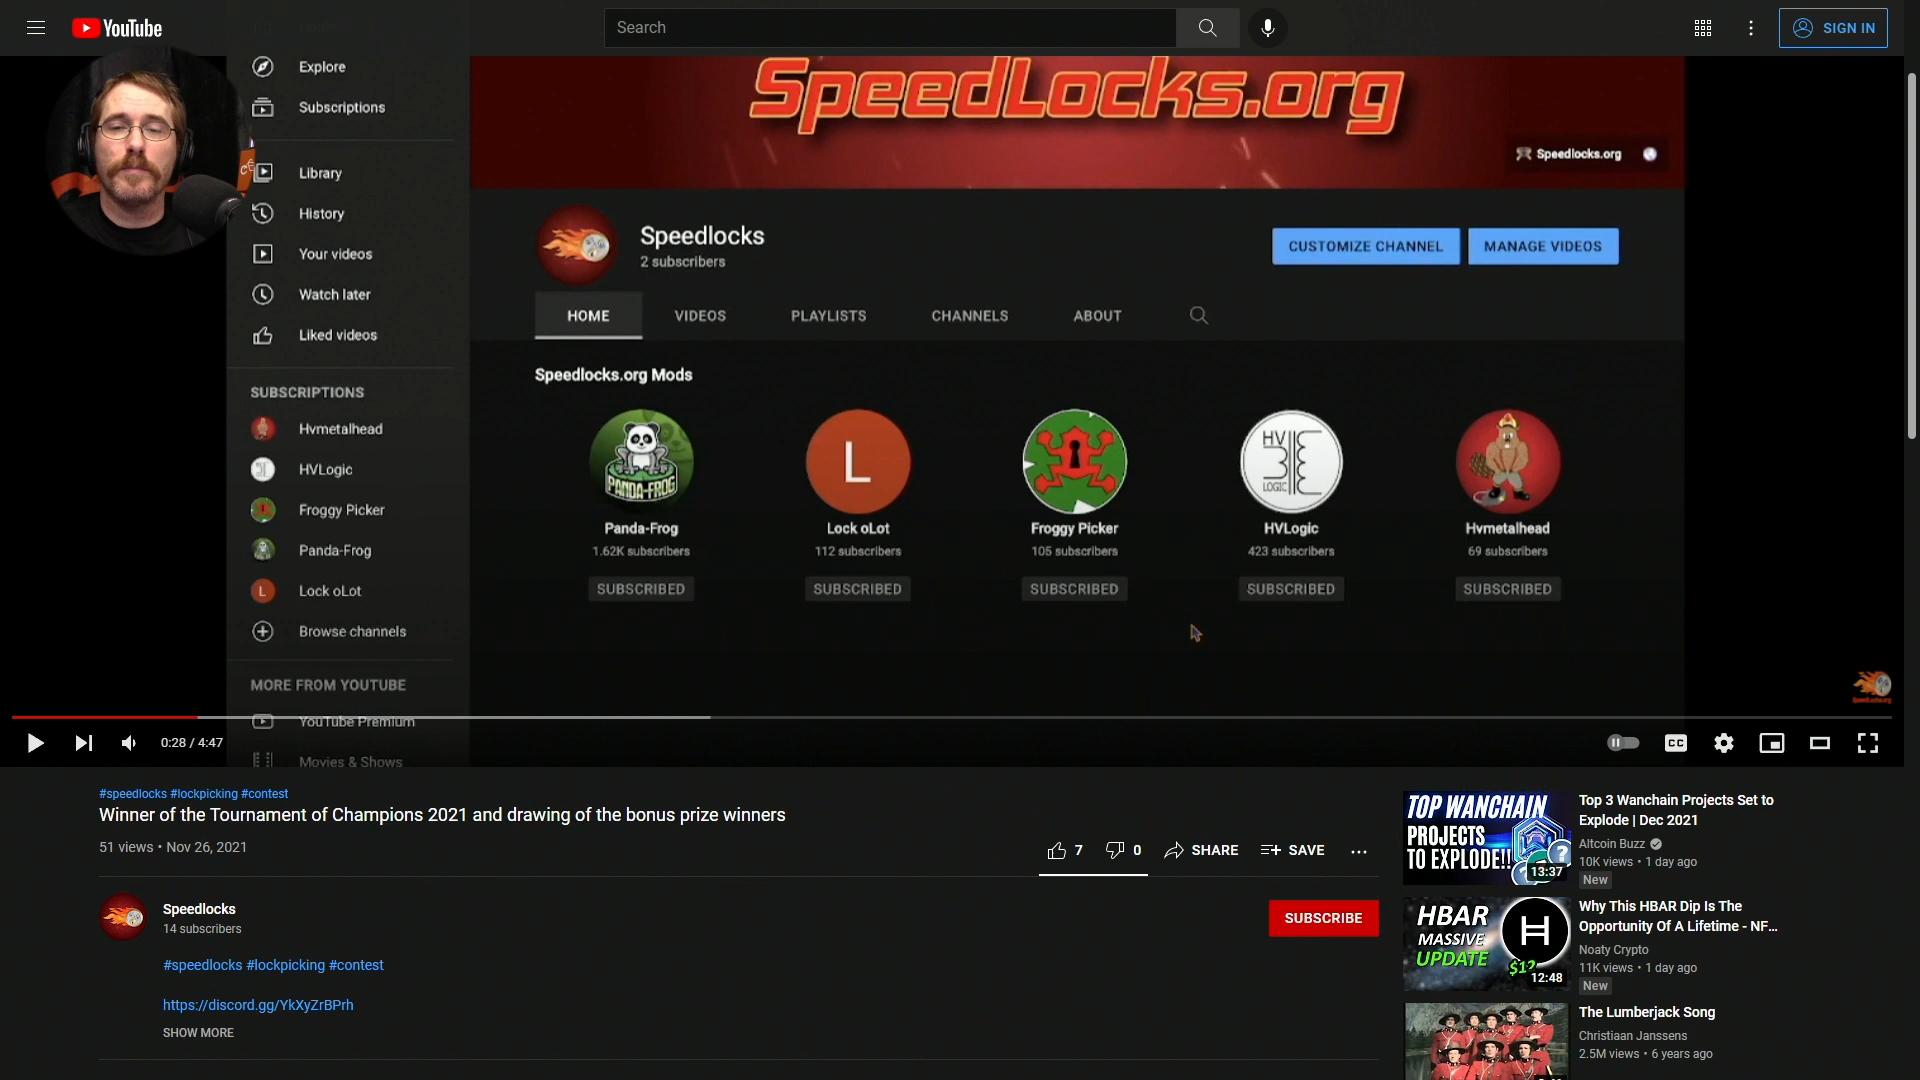 YouTube
Search
SIGN IN
Explore
Subscriptions
Library
History
Your videos
Watch later
Liked videos
SUBSCRIPTIONS
Hvmetalhead
HVLogic
Froggy Picker
Panda-Frog
Lock oLot
Browse channels
MORE FROM YOUTUBE
YouTube Premium
Movies & Shows
SpeedLocks.org
Speedlocks.org
Speedlocks
2 subscribers
CUSTOMIZE CHANNEL
MANAGE VIDEOS
HOME VIDEOS PLAYLISTS CHANNELS ABOUT
Speedlocks.org Mods
PANDA-FROG
L
HV
LOGIC
Panda-Frog Lock oLot Froggy Picker HVLogic Hvmetalhead
1.62K subscribers 112 subscribers 105 subscribers 423 subscribers 69 subscribers
SUBSCRIBED SUBSCRIBED SUBSCRIBED SUBSCRIBED SUBSCRIBED
SpeedLocks.org
0:28 / 4:47
CC
#speedlocks #lockpicking #contest
Winner of the Tournament of Champions 2021 and drawing of the bonus prize winners
51 views • Nov 26, 2021
7 0 SHARE SAVE
Speedlocks
14 subscribers
SUBSCRIBE
#speedlocks #lockpicking #contest
https://discord.gg/YkXyZrBPrh
SHOW MORE
TOP WANCHAIN
PROJECTS
TO EXPLODE!!
13:37
Top 3 Wanchain Projects Set to
Explode | Dec 2021
Altcoin Buzz
10K views • 1 day ago
New
HBAR
MASSIVE
UPDATE
H
12:48
Why This HBAR Dip Is The
Opportunity Of A Lifetime - NF...
Noaty Crypto
11K views • 1 day ago
New
The Lumberjack Song
Christiaan Janssens
2.5M views • 6 years ago